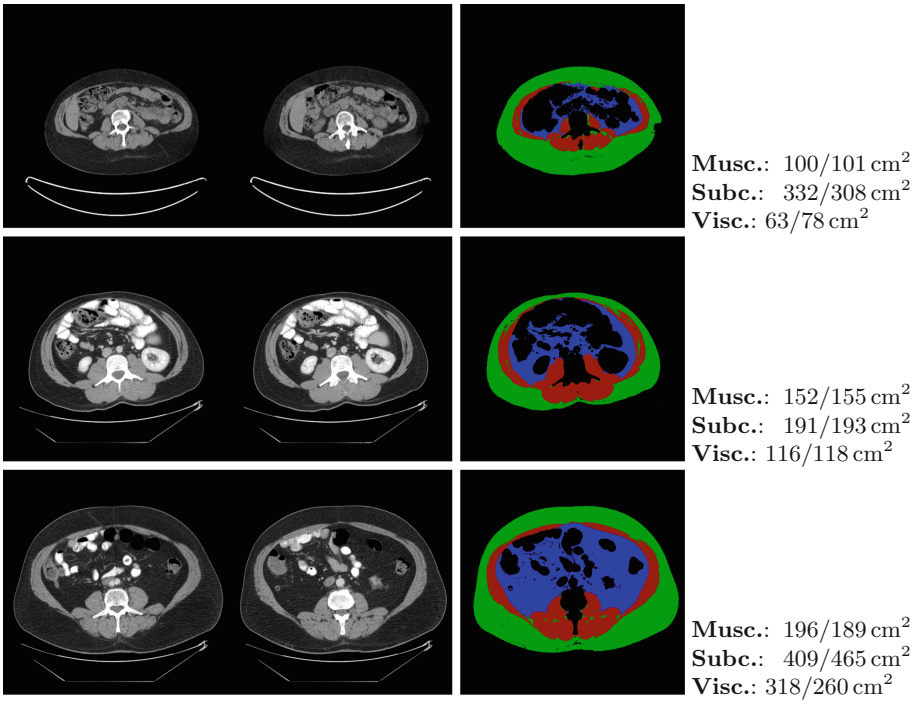 Musc.: 100/101 cm²
Subc.: 332/308 cm²
Visc.: 63/78 cm²
Musc.: 152/155 cm²
Subc.: 191/193 cm²
Visc.: 116/118 cm²
Musc.: 196/189 cm²
Subc.: 409/465 cm²
Visc.: 318/260 cm²